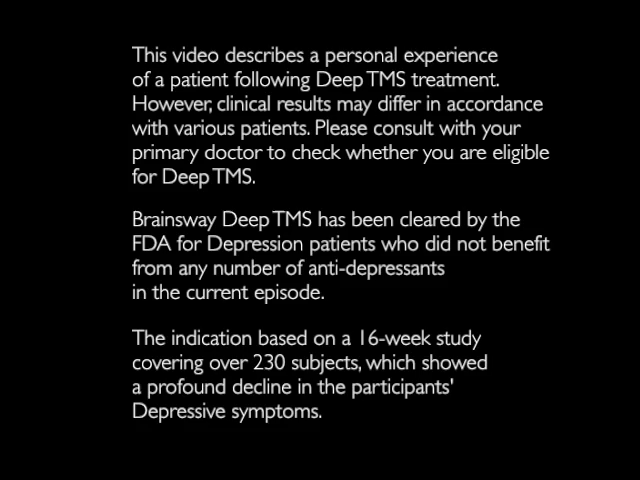 This video describes a personal experience
of a patient following Deep TMS treatment.
However, clinical results may differ in accordance
with various patients. Please consult with your
primary doctor to check whether you are eligible
for Deep TMS.
Brainsway Deep TMS has been cleared by the
FDA for Depression patients who did not benefit
from any number of anti-depressants
in the current episode.
The indication based on a 16-week study
covering over 230 subjects, which showed
a profound decline in the participants'
Depressive symptoms.